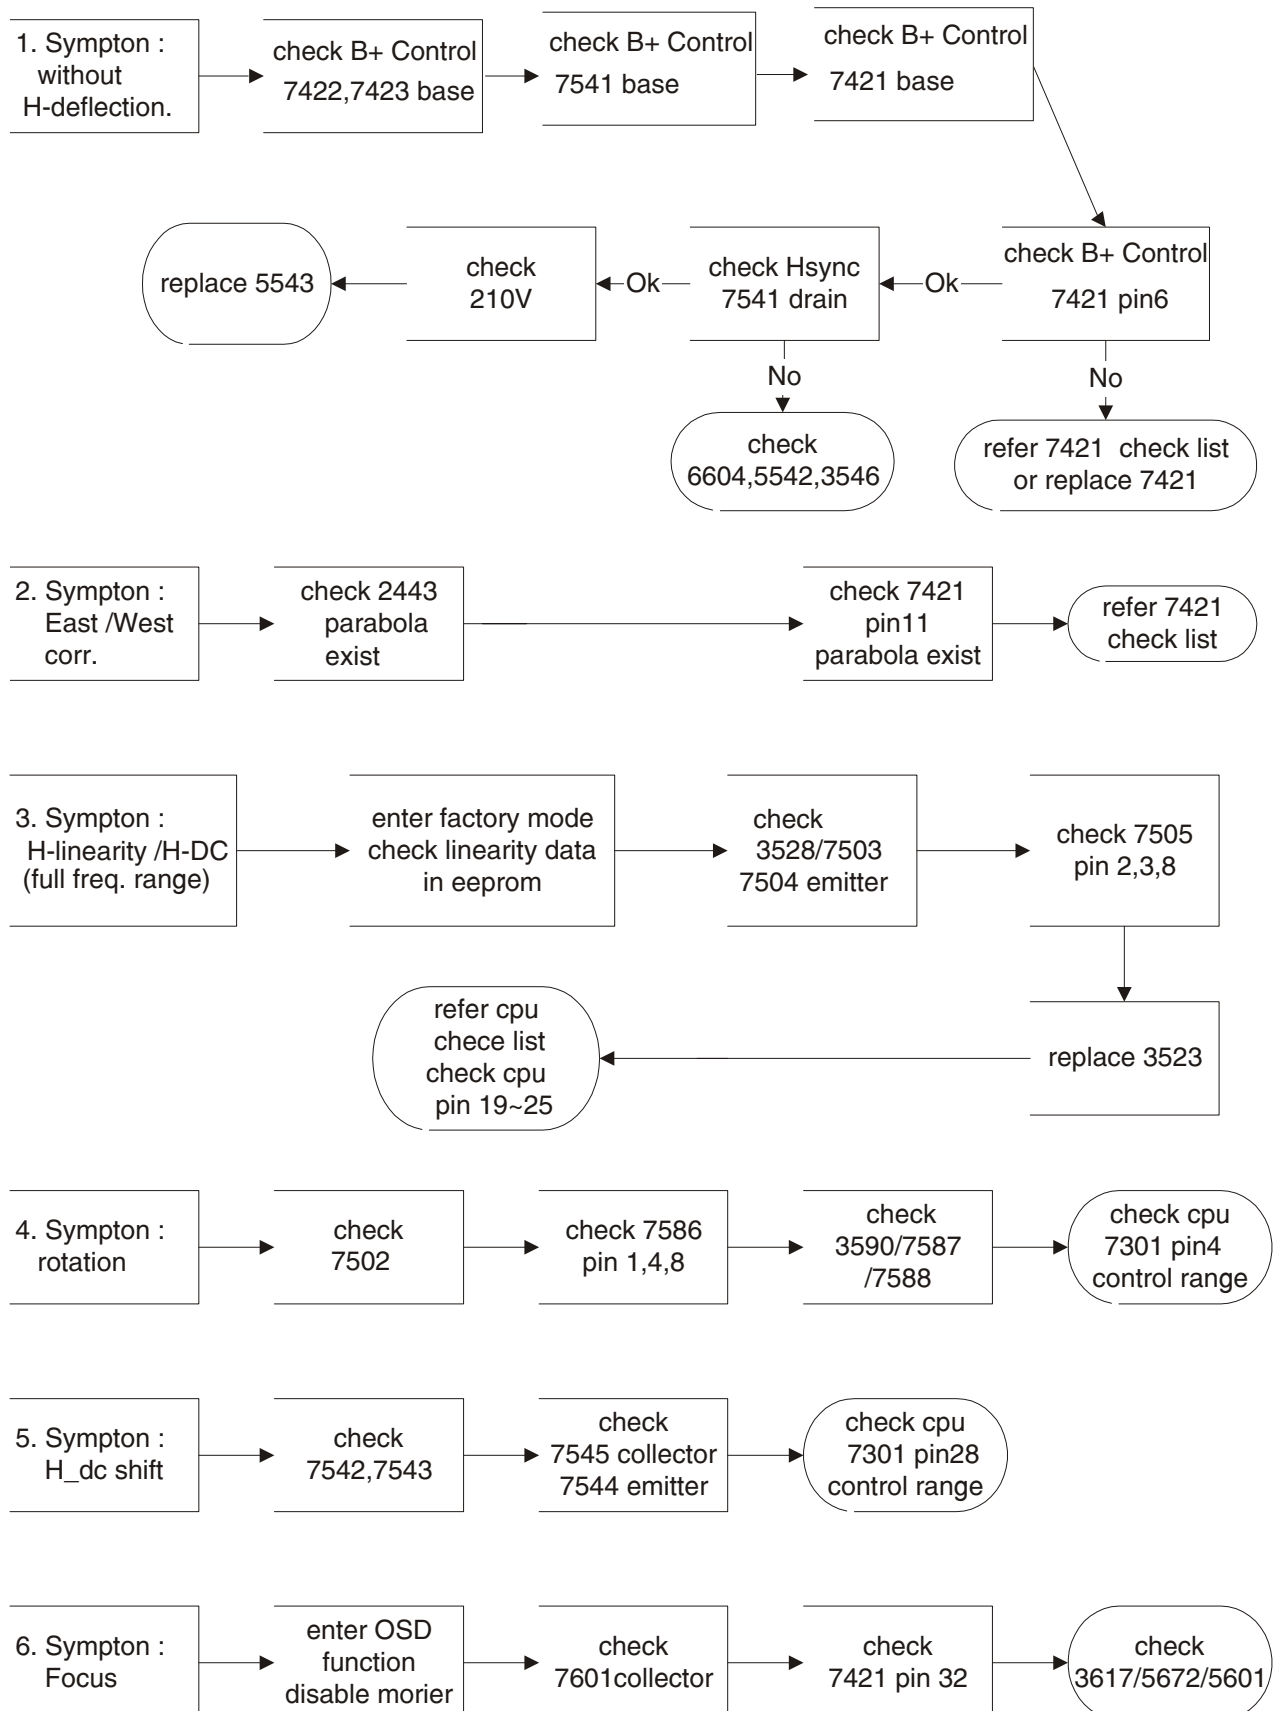 1. Sympton :
without
H-deflection.
check B+ Control
7422,7423 base
check B+ Control
7541 base
check B+ Control
7421 base
check B+ Control
7421 pin6
Ok
check Hsync
7541 drain
Ok
check
210V
replace 5543
No
check
6604,5542,3546
No
refer 7421 check list
or replace 7421
2. Sympton :
East /West
corr.
check 2443
parabola
exist
check 7421
pin11
parabola exist
refer 7421
check list
3. Sympton :
H-linearity /H-DC
(full freq. range)
enter factory mode
check linearity data
in eeprom
check
3528/7503
7504 emitter
check 7505
pin 2,3,8
replace 3523
refer cpu
chece list
check cpu
pin 19~25
4. Sympton :
rotation
check
7502
check 7586
pin 1,4,8
check
3590/7587
/7588
check cpu
7301 pin4
control range
5. Sympton :
H_dc shift
check
7542,7543
check
7545 collector
7544 emitter
check cpu
7301 pin28
control range
6. Sympton :
Focus
enter OSD
function
disable morier
check
7601collector
check
7421 pin 32
check
3617/5672/5601